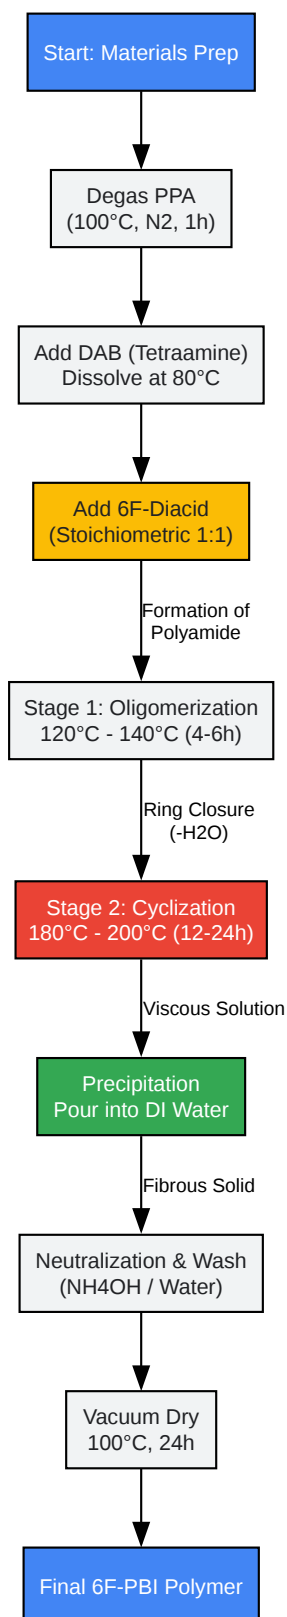 Start: Materials Prep
Degas PPA
(100°C, N2, 1h)
Add DAB (Tetraamine)
Dissolve at 80°C
Add 6F-Diacid
(Stoichiometric 1:1)
Formation of
Polyamide
Stage 1: Oligomerization
120°C - 140°C (4-6h)
Ring Closure
(-H2O)
Stage 2: Cyclization
180°C - 200°C (12-24h)
Viscous Solution
Precipitation
Pour into DI Water
Fibrous Solid
Neutralization & Wash
(NH4OH / Water)
Vacuum Dry
100°C, 24h
Final 6F-PBI Polymer